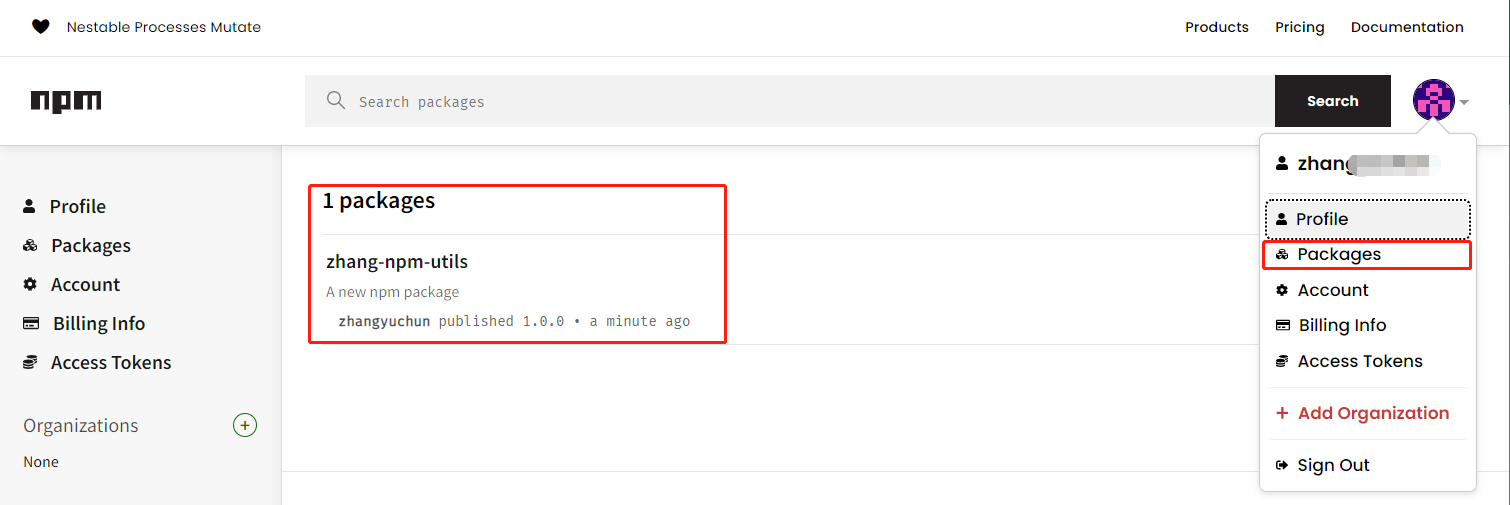 Nestable Processes Mutate
Products Pricing Documentation
npm
Search packages
Search
Profile
Packages
Account
Billing Info
Access Tokens
Organizations
None
1 packages
zhang-npm-utils
A new npm package
zhangyuchun published 1.0.0 • a minute ago
zhang
Profile
Packages
Account
Billing Info
Access Tokens
+ Add Organization
Sign Out